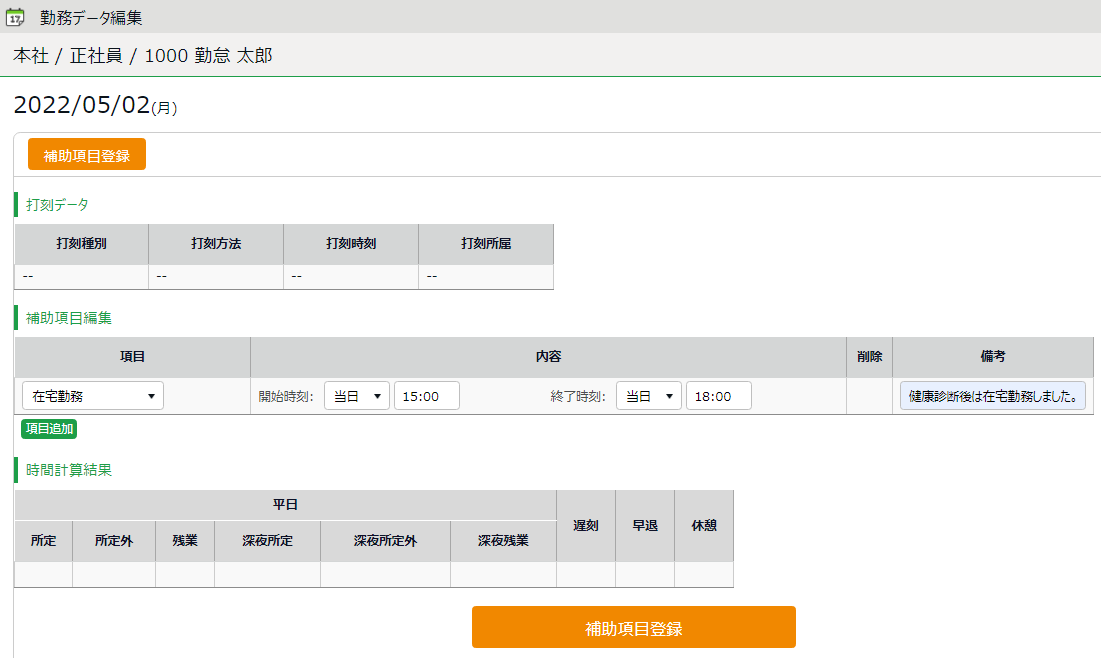 17 勤務データ編集
本社 / 正社員 / 1000 勤怠 太郎
2022/05/02(月)
補助項目登録
打刻データ
打刻種別 打刻方法 打刻時刻 打刻所属
-- -- -- --
補助項目編集
項目 内容 削除 備考
在宅勤務 開始時刻: 当日 15:00 終了時刻: 当日 18:00 健康診断後は在宅勤務しました。
項目追加
時間計算結果
平日 遅刻 早退 休憩
所定 所定外 残業 深夜所定 深夜所定外 深夜残業
補助項目登録